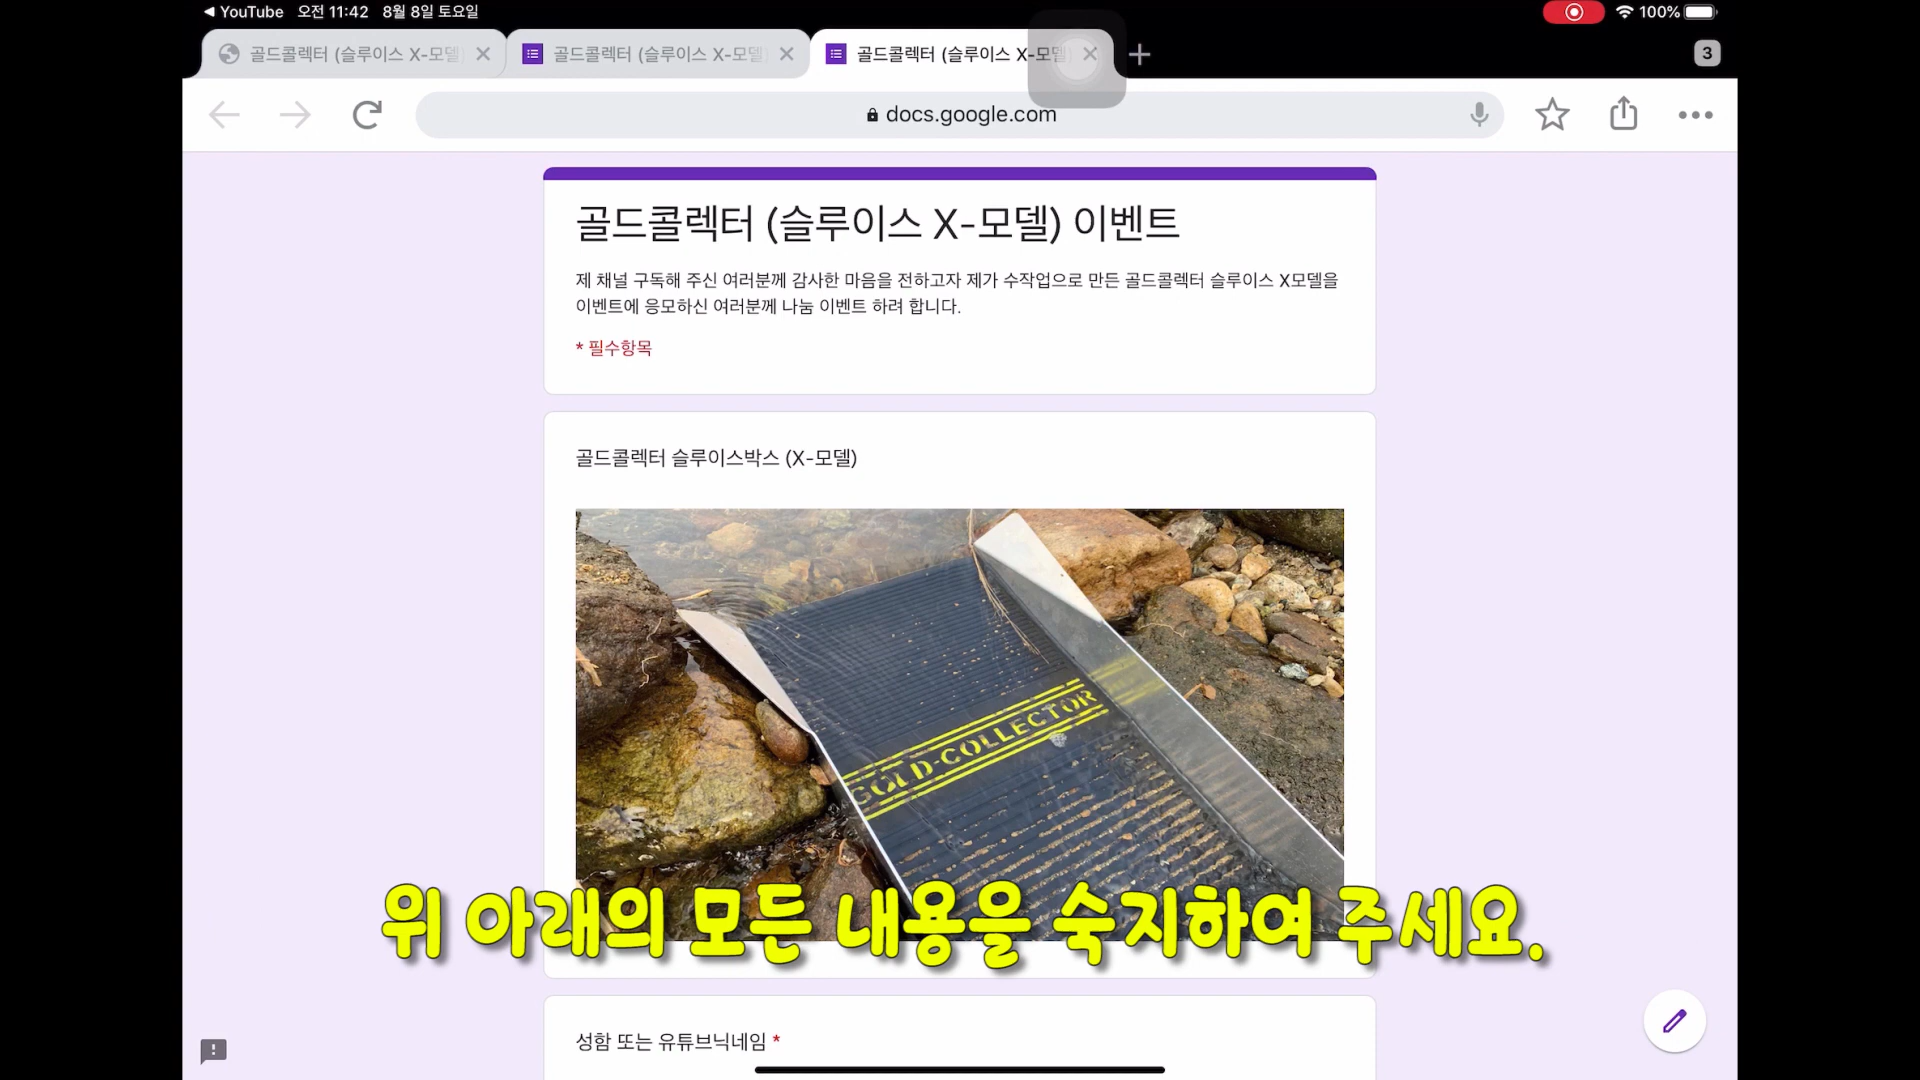 ◀ YouTube 오전 11:42 8월 8일 토요일
100%
골드콜렉터 (슬루이스 X-모델
골드콜렉터 (슬루이스 X-모델
골드콜렉터 (슬루이스 X-모델)
3
docs.google.com
골드콜렉터 (슬루이스 X-모델) 이벤트
제 채널 구독해 주신 여러분께 감사한 마음을 전하고자 제가 수작업으로 만든 골드콜렉터 슬루이스 X모델을
이벤트에 응모하신 여러분께 나눔 이벤트 하려 합니다.
* 필수항목
골드콜렉터 슬루이스박스 (X-모델)
GOLD-COLLECTOR
위 아래의 모든 내용을 숙지하여 주세요.
성함 또는 유튜브닉네임 *